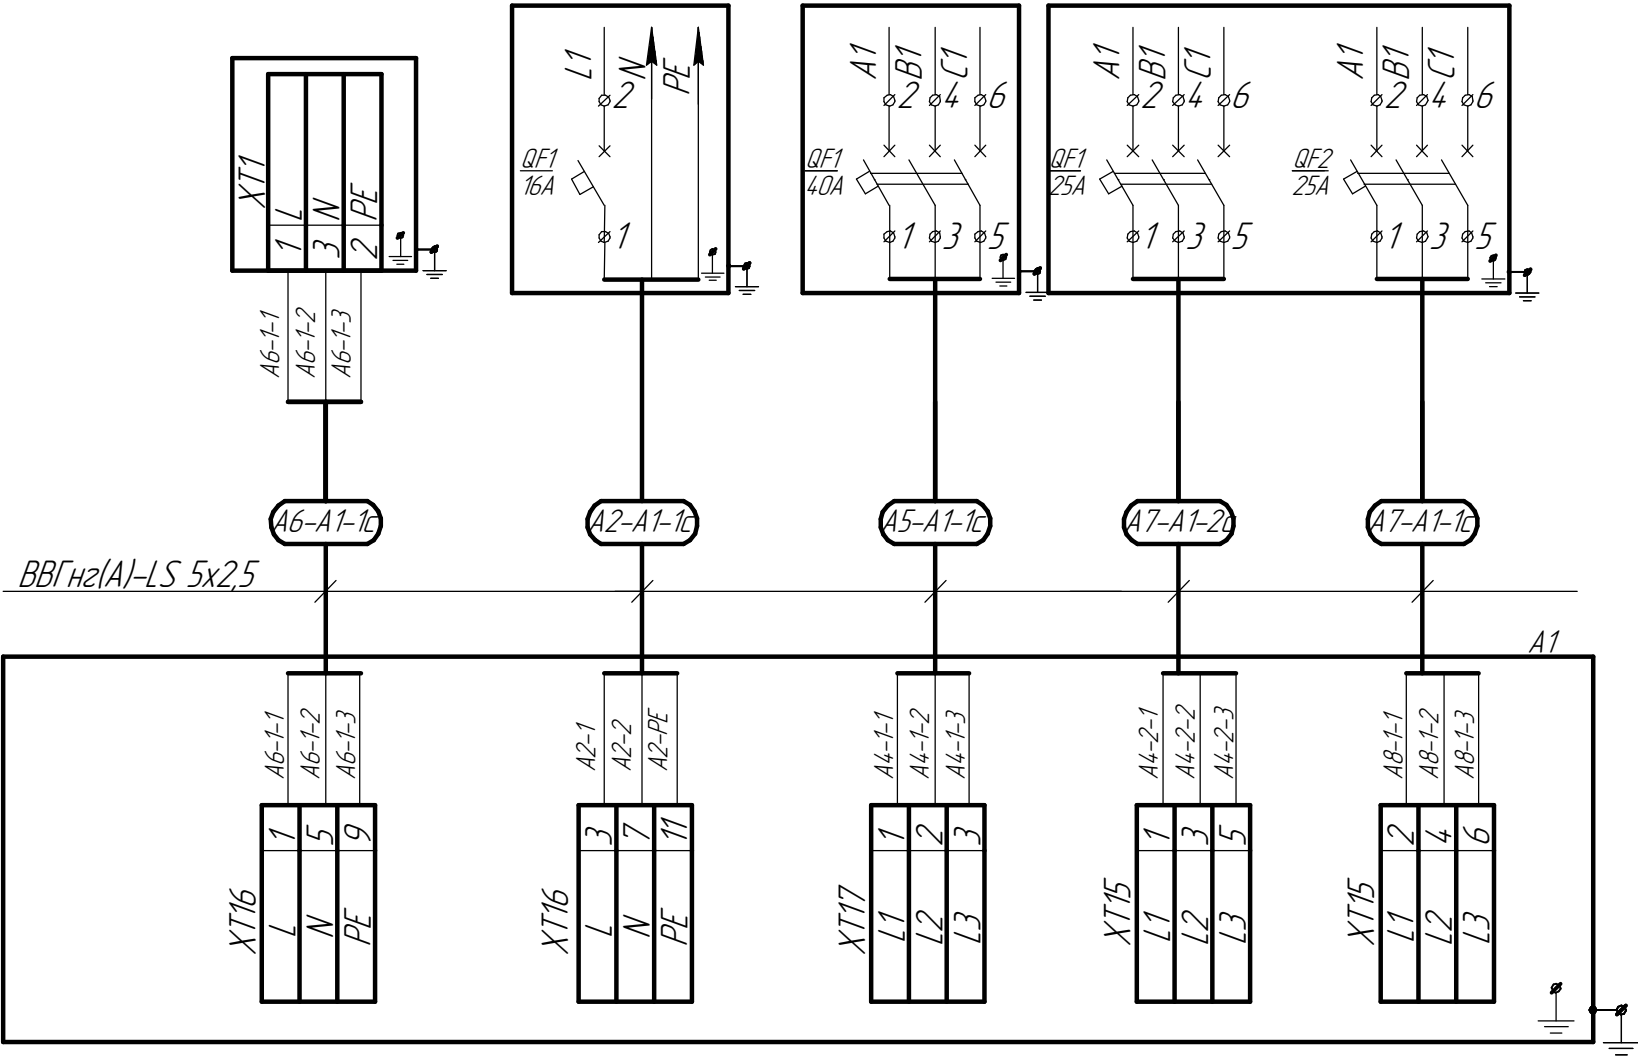 XT1
1 L
3 N
2 PE
A6-1-1
A6-1-2
A6-1-3
L1
N
PE
2
QF1
16A
1
A1
B1
C1
2
4
6
QF1
40A
1
3
5
A1
B1
C1
2
4
6
QF1
25A
1
3
5
A1
B1
C1
2
4
6
QF2
25A
1
3
5
A6-A1-1c
A2-A1-1c
A5-A1-1c
A7-A1-2c
A7-A1-1c
ВВГнг(А)-LS 5x2,5
A1
A6-1-1
A6-1-2
A6-1-3
A2-1
A2-2
A2-PE
A4-1-1
A4-1-2
A4-1-3
A4-2-1
A4-2-2
A4-2-3
A8-1-1
A8-1-2
A8-1-3
XT16
L 1
N 5
PE 9
XT16
L 3
N 7
PE 11
XT17
L1 1
L2 2
L3 3
XT15
L1 1
L2 3
L3 5
XT15
L1 2
L2 4
L3 6